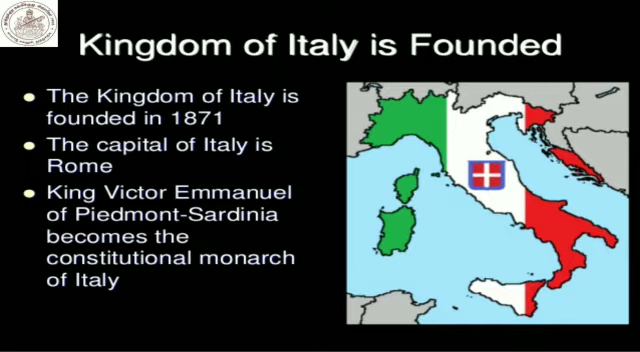 Kingdom of Italy is Founded
The Kingdom of Italy is
founded in 1871
The capital of Italy is
Rome
King Victor Emmanuel
of Piedmont-Sardinia
becomes the
constitutional monarch
of Italy